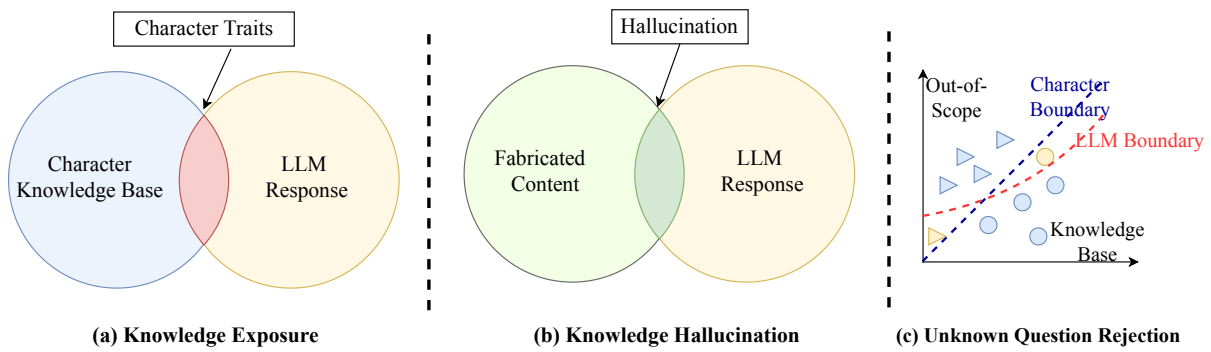 Character Traits
Character
Knowledge Base
LLM
Response
(a) Knowledge Exposure
Hallucination
Fabricated
Content
LLM
Response
(b) Knowledge Hallucination
Out-of-
Scope
Character
Boundary
LLM Boundary
Knowledge
Base
(c) Unknown Question Rejection